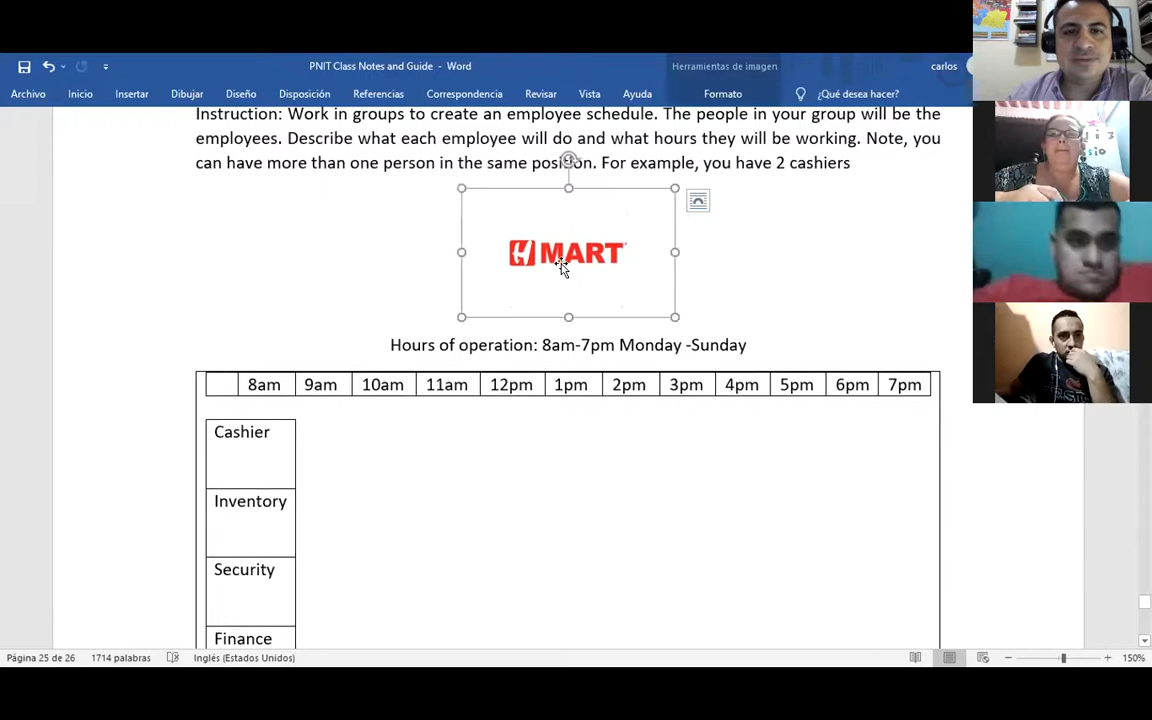 PNIT Class Notes and Guide - Word
Herramientas de imagen
carlos
Archivo Inicio Insertar Dibujar Diseño Disposición Referencias Correspondencia Revisar Vista Ayuda Formato ¿Qué desea hacer?
Instruction: Work in groups to create an employee schedule. The people in your group will be the
employees. Describe what each employee will do and what hours they will be working. Note, you
can have more than one person in the same position. For example, you have 2 cashiers
H MART
Hours of operation: 8am-7pm Monday -Sunday
8am 9am 10am 11am 12pm 1pm 2pm 3pm 4pm 5pm 6pm 7pm
Cashier
Inventory
Security
Finance
Página 25 de 26 1714 palabras Inglés (Estados Unidos) 150%